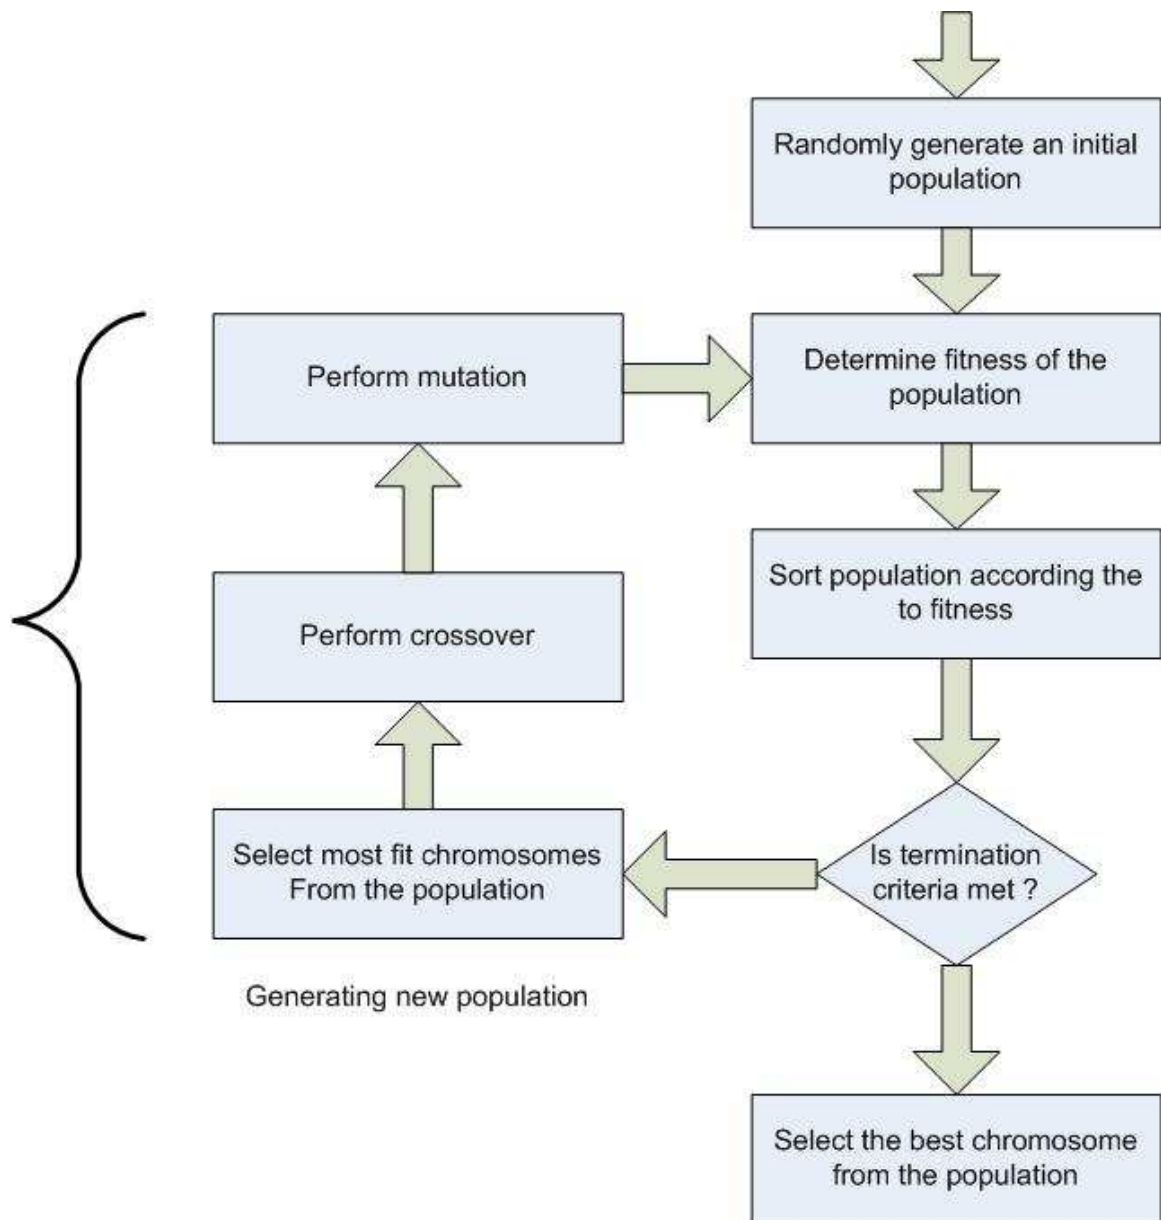 Randomly generate an initial
population
Perform mutation
Determine fitness of the
population
Sort population according the
to fitness
Perform crossover
Select most fit chromosomes
From the population
Is termination
criteria met ?
Generating new population
Select the best chromosome
from the population